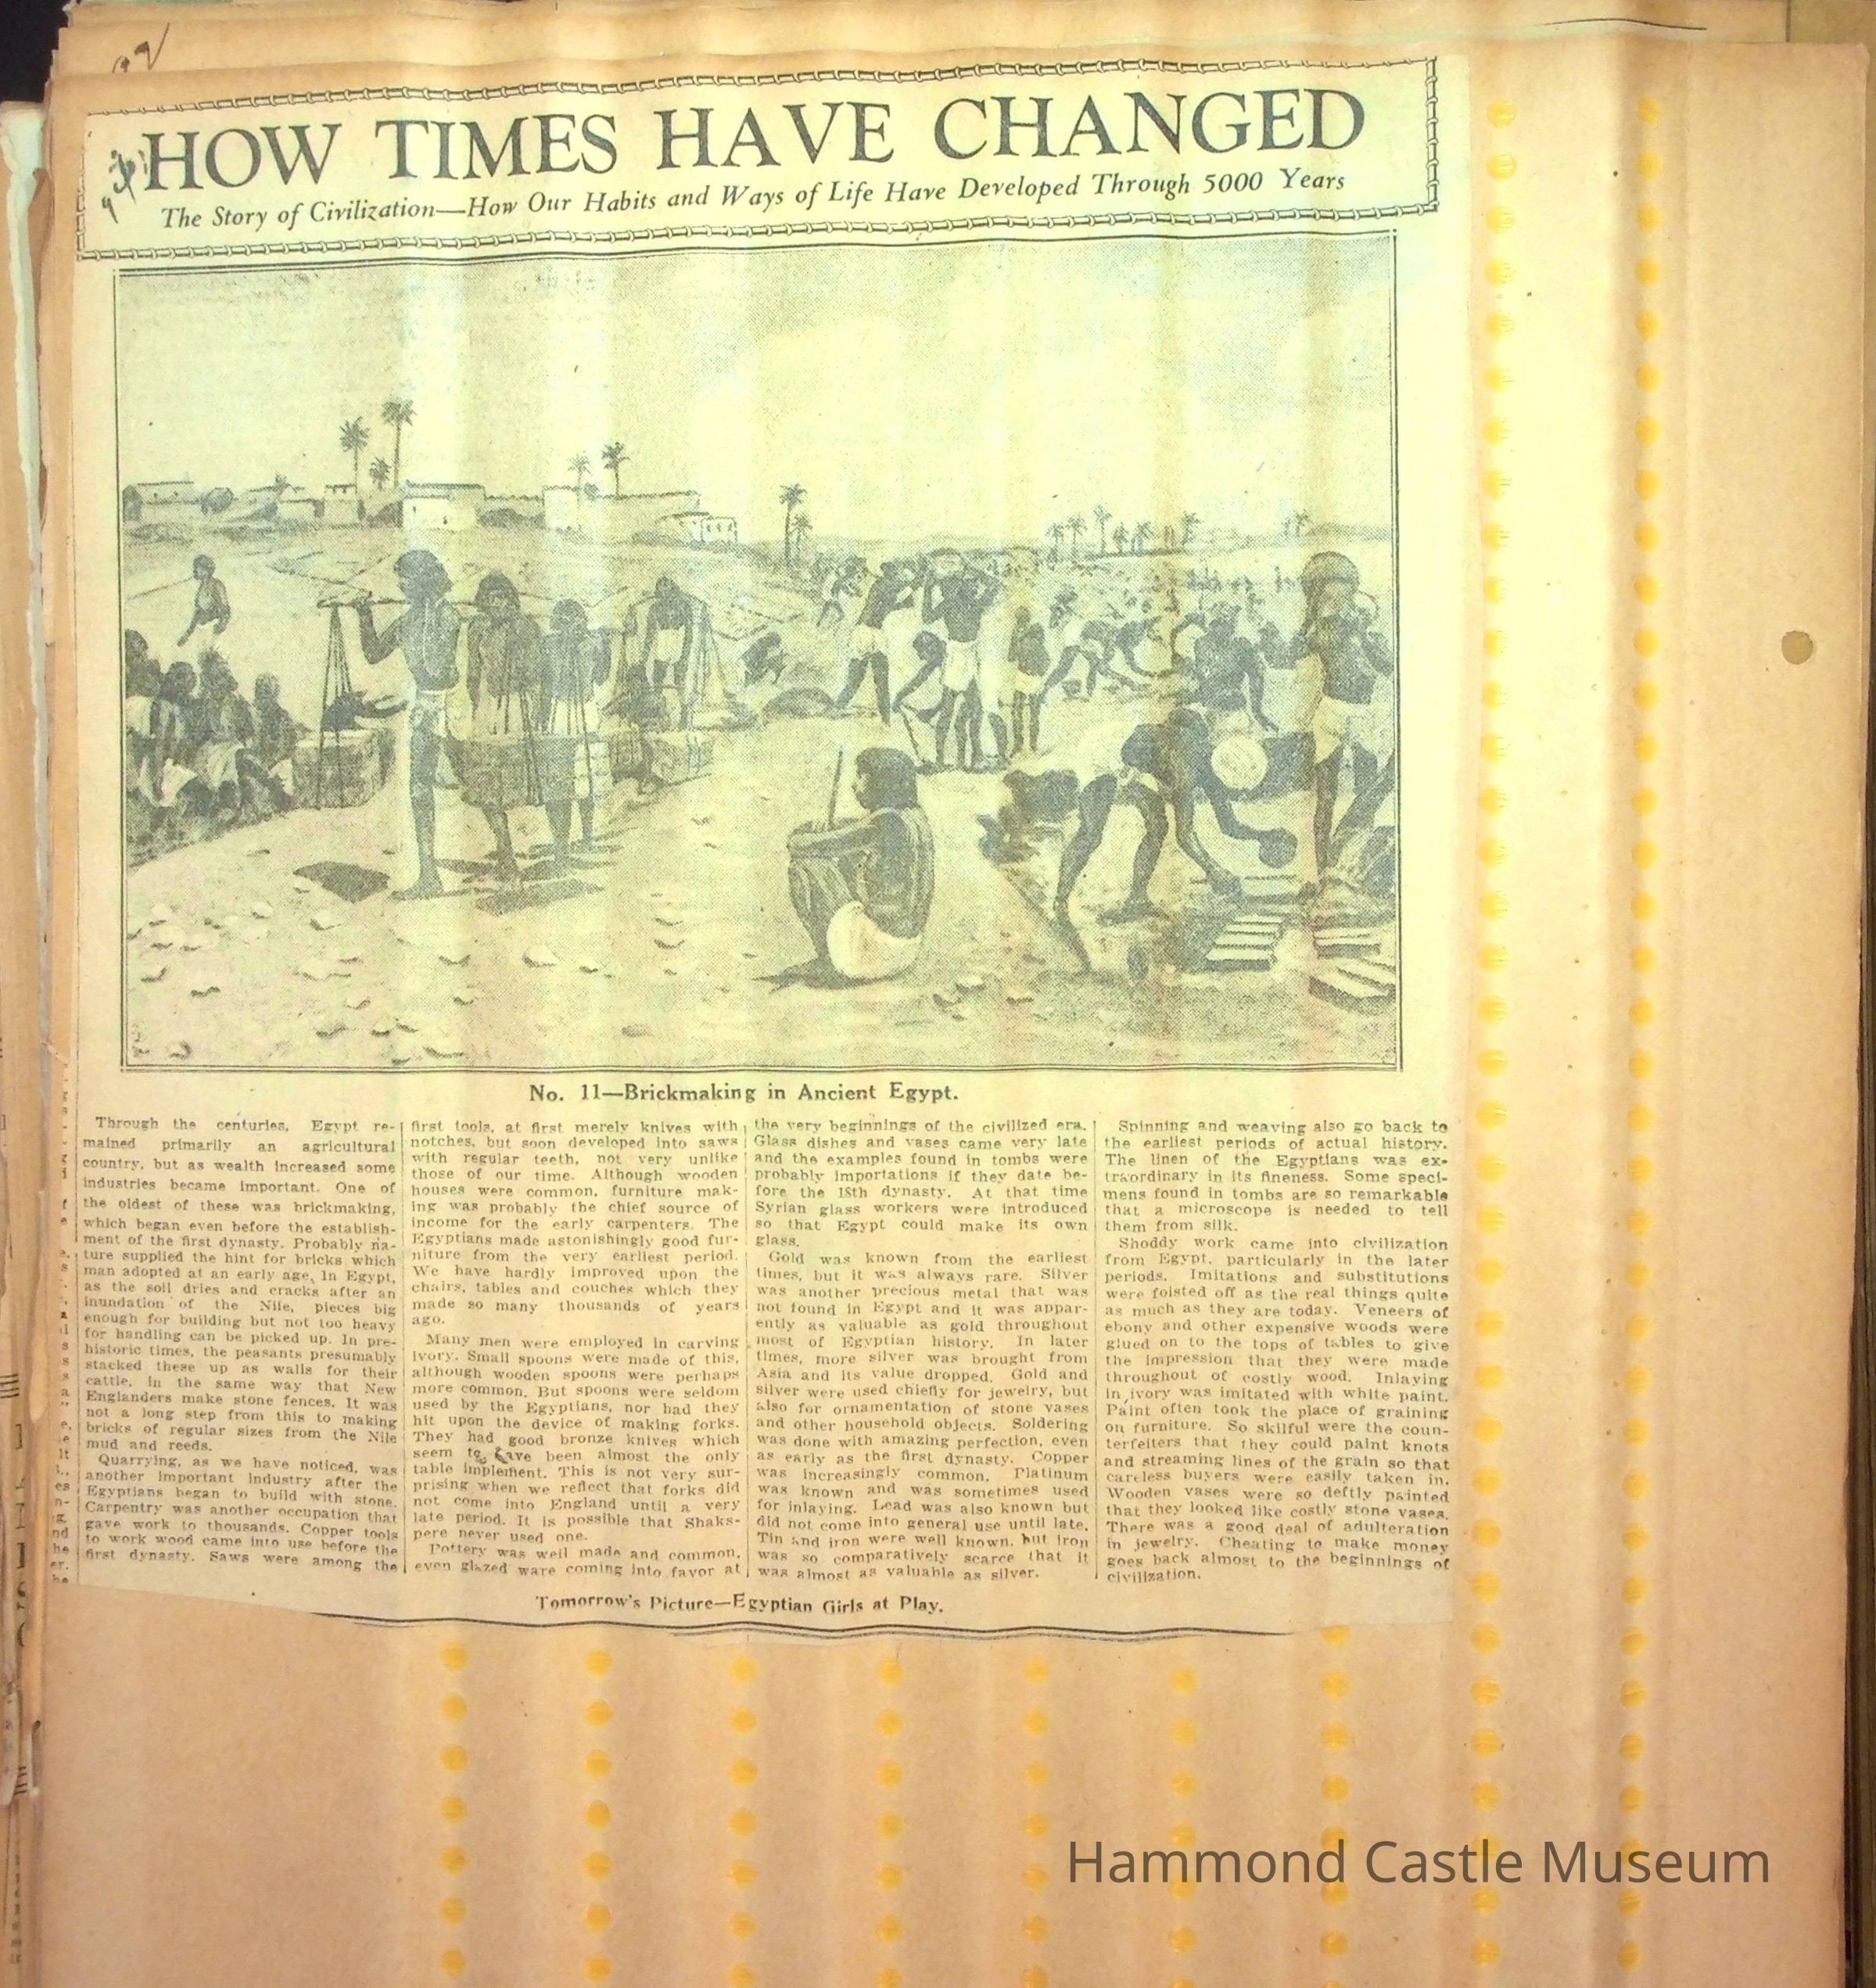 HOW TIMES HAVE CHANGED
The Story of Civilization—How Our Habits and Ways of Life Have Developed Through 5000 Years
No. 11—Brickmaking in Ancient Egypt.
Through the centuries, Egypt re-
mained primarily an agricultural
country, but as wealth increased some
industries became important. One of
the oldest of these was brickmaking,
which began even before the establish-
ment of the first dynasty. Probably na-
ture supplied the hint for bricks which
man adopted at an early age. In Egypt,
as the soil dries and cracks after an
inundation of the Nile, pieces big
enough for building but not too heavy
for handling can be picked up. In pre-
historic times, the peasants presumably
stacked these up as walls for their
cattle, in the same way that New
Englanders make stone fences. It was
not a long step from this to making
bricks of regular sizes from the Nile
mud and reeds.
Quarrying, as we have noticed, was
another important industry after the
Egyptians began to build with stone.
Carpentry was another occupation that
gave work to thousands. Copper tools
to work wood came into use before the
first dynasty. Saws were among the
first tools, at first merely knives with
notches, but soon developed into saws
with regular teeth, not very unlike
those of our time. Although wooden
houses were common, furniture mak-
ing was probably the chief source of
income for the early carpenters. The
Egyptians made astonishingly good fur-
niture from the very earliest period.
We have hardly improved upon the
chairs, tables and couches which they
made so many thousands of years
ago.
Many men were employed in carving
ivory. Small spoons were made of this,
although wooden spoons were perhaps
more common. But spoons were seldom
used by the Egyptians, nor had they
hit upon the device of making forks.
They had good bronze knives which
seem to have been almost the only
table implement. This is not very sur-
prising when we reflect that forks did
not come into England until a very
late period. It is possible that Shaks-
pere never used one.
Pottery was well made and common,
even glazed ware coming into favor at
the very beginnings of the civilized era.
Glass dishes and vases came very late
and the examples found in tombs were
probably importations if they date be-
fore the 18th dynasty. At that time
Syrian glass workers were introduced
so that Egypt could make its own
glass.
Gold was known from the earliest
times, but it was always rare. Silver
was another precious metal that was
not found in Egypt and it was appar-
ently as valuable as gold throughout
most of Egyptian history. In later
times, more silver was brought from
Asia and its value dropped. Gold and
silver were used chiefly for jewelry, but
also for ornamentation of stone vases
and other household objects. Soldering
was done with amazing perfection, even
as early as the first dynasty. Copper
was increasingly common. Platinum
was known and was sometimes used
for inlaying. Lead was also known but
did not come into general use until late.
Tin and iron were well known, but iron
was so comparatively scarce that it
was almost as valuable as silver.
Spinning and weaving also go back to
the earliest periods of actual history.
The linen of the Egyptians was ex-
traordinary in its fineness. Some speci-
mens found in tombs are so remarkable
that a microscope is needed to tell
them from silk.
Shoddy work came into civilization
from Egypt, particularly in the later
periods. Imitations and substitutions
were foisted off as the real things quite
as much as they are today. Veneers of
ebony and other expensive woods were
glued on to the tops of tables to give
the impression that they were made
throughout of costly wood. Inlaying
in ivory was imitated with white paint.
Paint often took the place of graining
on furniture. So skilful were the coun-
terfeiters that they could paint knots
and streaming lines of the grain so that
careless buyers were easily taken in.
Wooden vases were so deftly painted
that they looked like costly stone vases.
There was a good deal of adulteration
in jewelry. Cheating to make money
goes back almost to the beginnings of
civilization.
Tomorrow's Picture—Egyptian Girls at Play.
Hammond Castle Museum